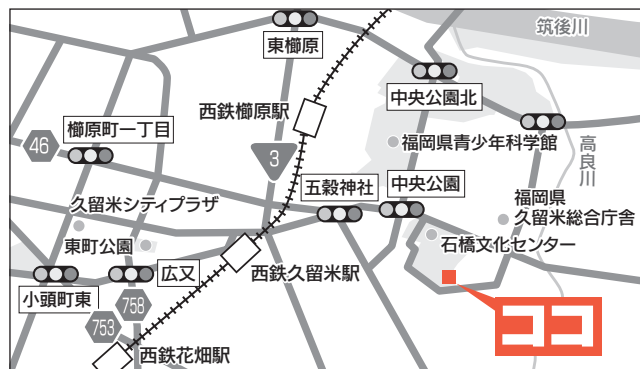 東櫛原
筑後川
西鉄櫛原駅
中央公園北
46
櫛原町一丁目
3
福岡県青少年科学館
高良川
五穀神社
中央公園
久留米シティプラザ
福岡県
久留米総合庁舎
東町公園
石橋文化センター
小頭町東
広又
西鉄久留米駅
758
753
西鉄花畑駅
ココ